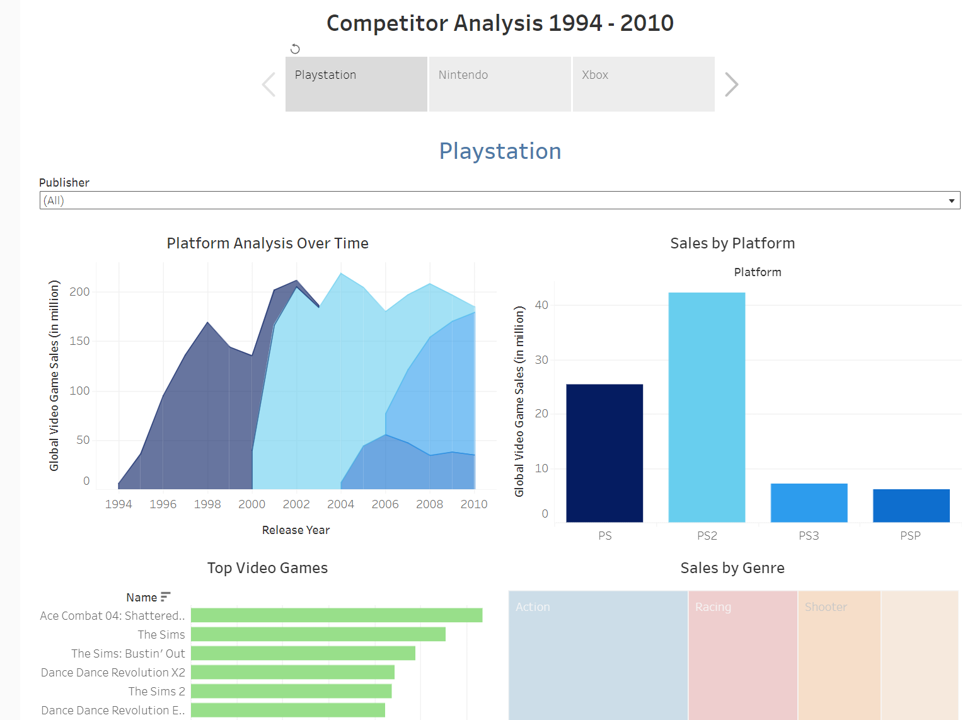 Competitor Analysis 1994 - 2010
Playstation
Nintendo
Xbox
Playstation
Publisher
(All)
Platform Analysis Over Time
Global Video Game Sales (in million)
200
150
100
50
0
1994 1996 1998 2000 2002 2004 2006 2008 2010
Release Year
Sales by Platform
Platform
Global Video Game Sales (in million)
40
30
20
10
0
PS PS2 PS3 PSP
Top Video Games
Name
Ace Combat 04: Shattered..
The Sims
The Sims: Bustin' Out
Dance Dance Revolution X2
The Sims 2
Dance Dance Revolution E..
Sales by Genre
Action
Racing
Shooter